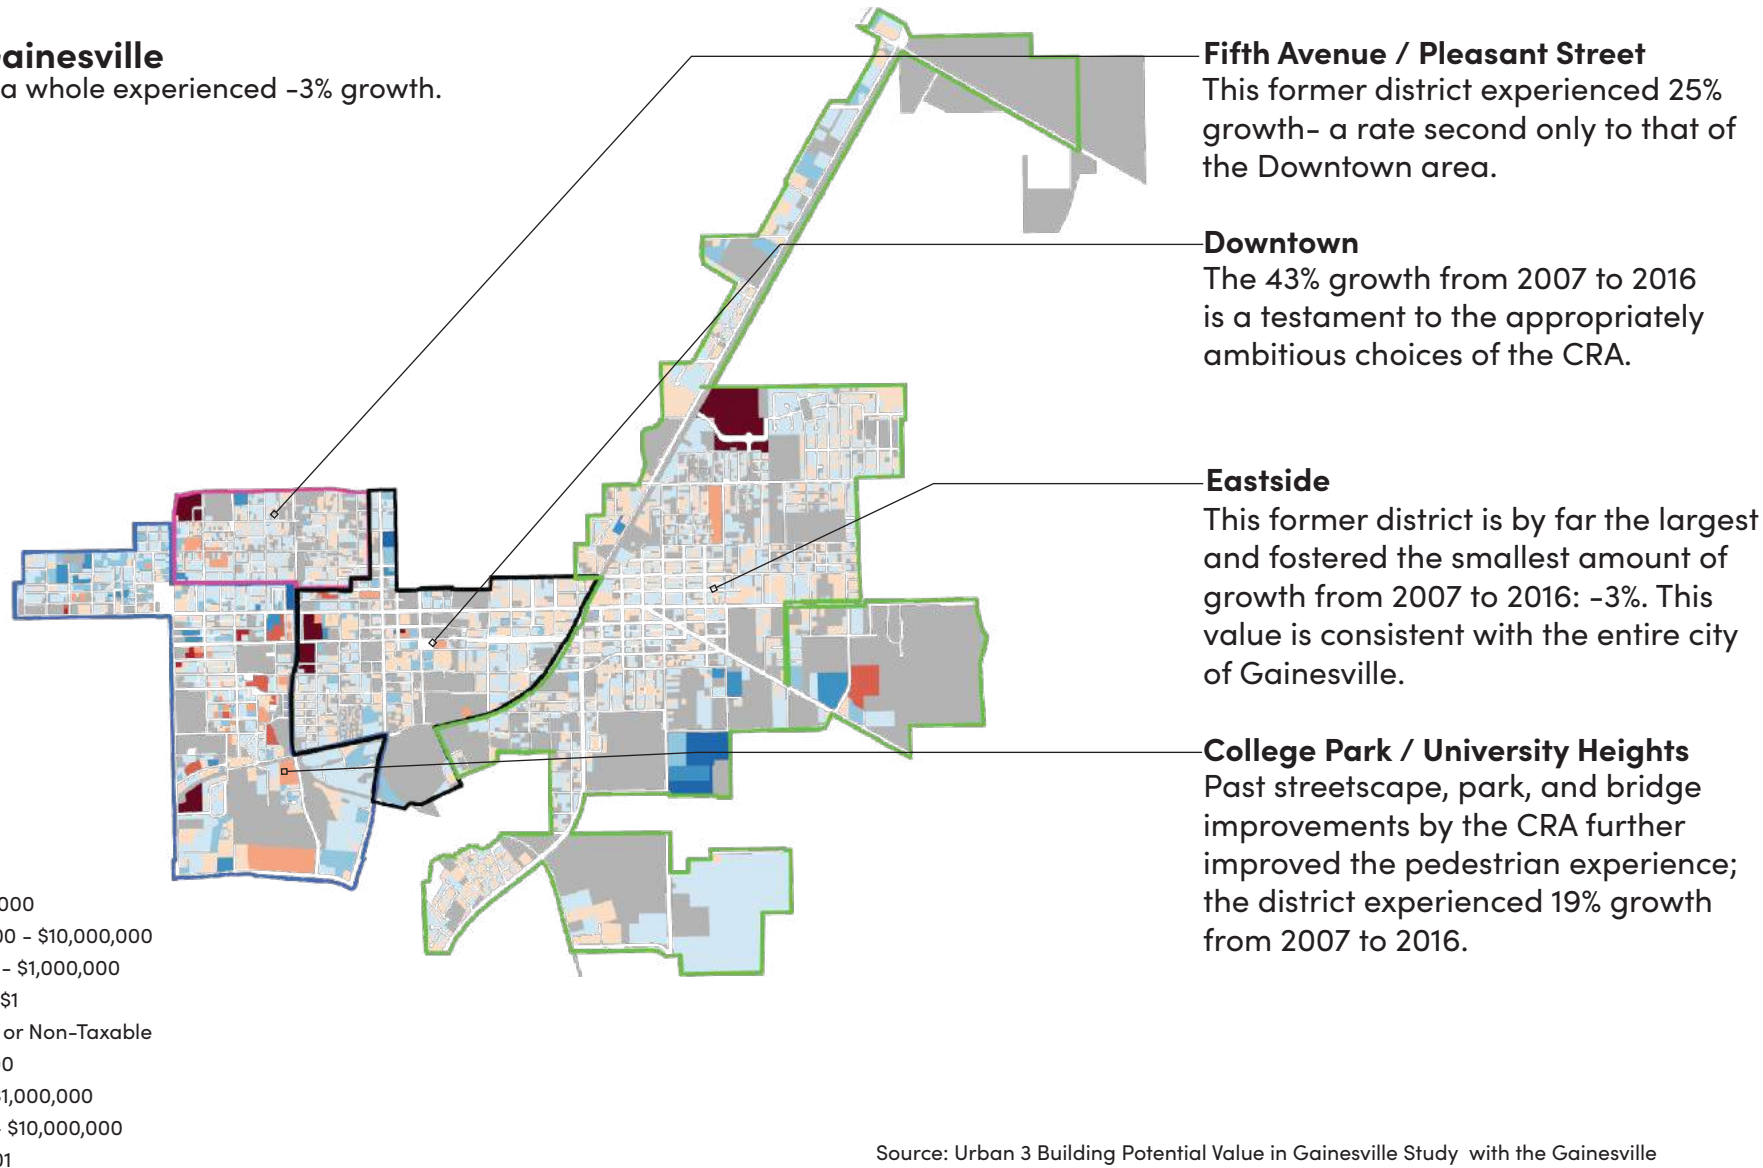 ainesville
a whole experienced -3% growth.
Fifth Avenue / Pleasant Street
This former district experienced 25%
growth- a rate second only to that of
the Downtown area.
Downtown
The 43% growth from 2007 to 2016
is a testament to the appropriately
ambitious choices of the CRA.
Eastside
This former district is by far the largest
and fostered the smallest amount of
growth from 2007 to 2016: -3%. This
value is consistent with the entire city
of Gainesville.
College Park / University Heights
Past streetscape, park, and bridge
improvements by the CRA further
improved the pedestrian experience;
the district experienced 19% growth
from 2007 to 2016.
000
00 - $10,000,000
- $1,000,000
$1
or Non-Taxable
00
$1,000,000
- $10,000,000
01
Source: Urban 3 Building Potential Value in Gainesville Study with the Gainesville